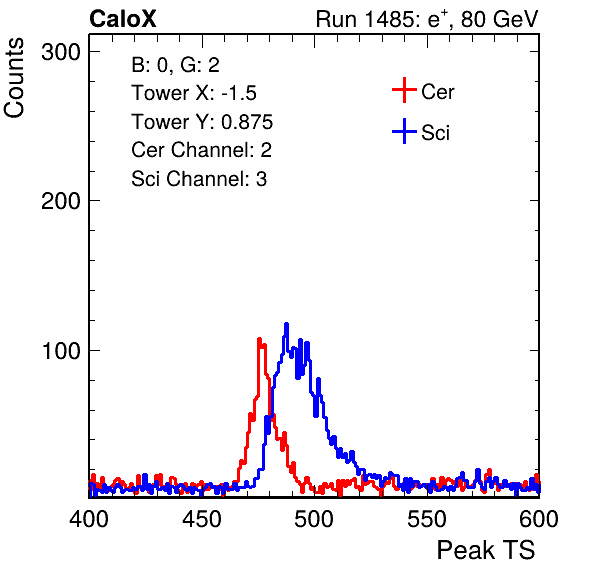 CaloX Run 1485: e⁺, 80 GeV
Counts
300
200
100
B: 0, G: 2
Tower X: -1.5
Tower Y: 0.875
Cer Channel: 2
Sci Channel: 3
Cer
Sci
400 450 500 550 600
Peak TS